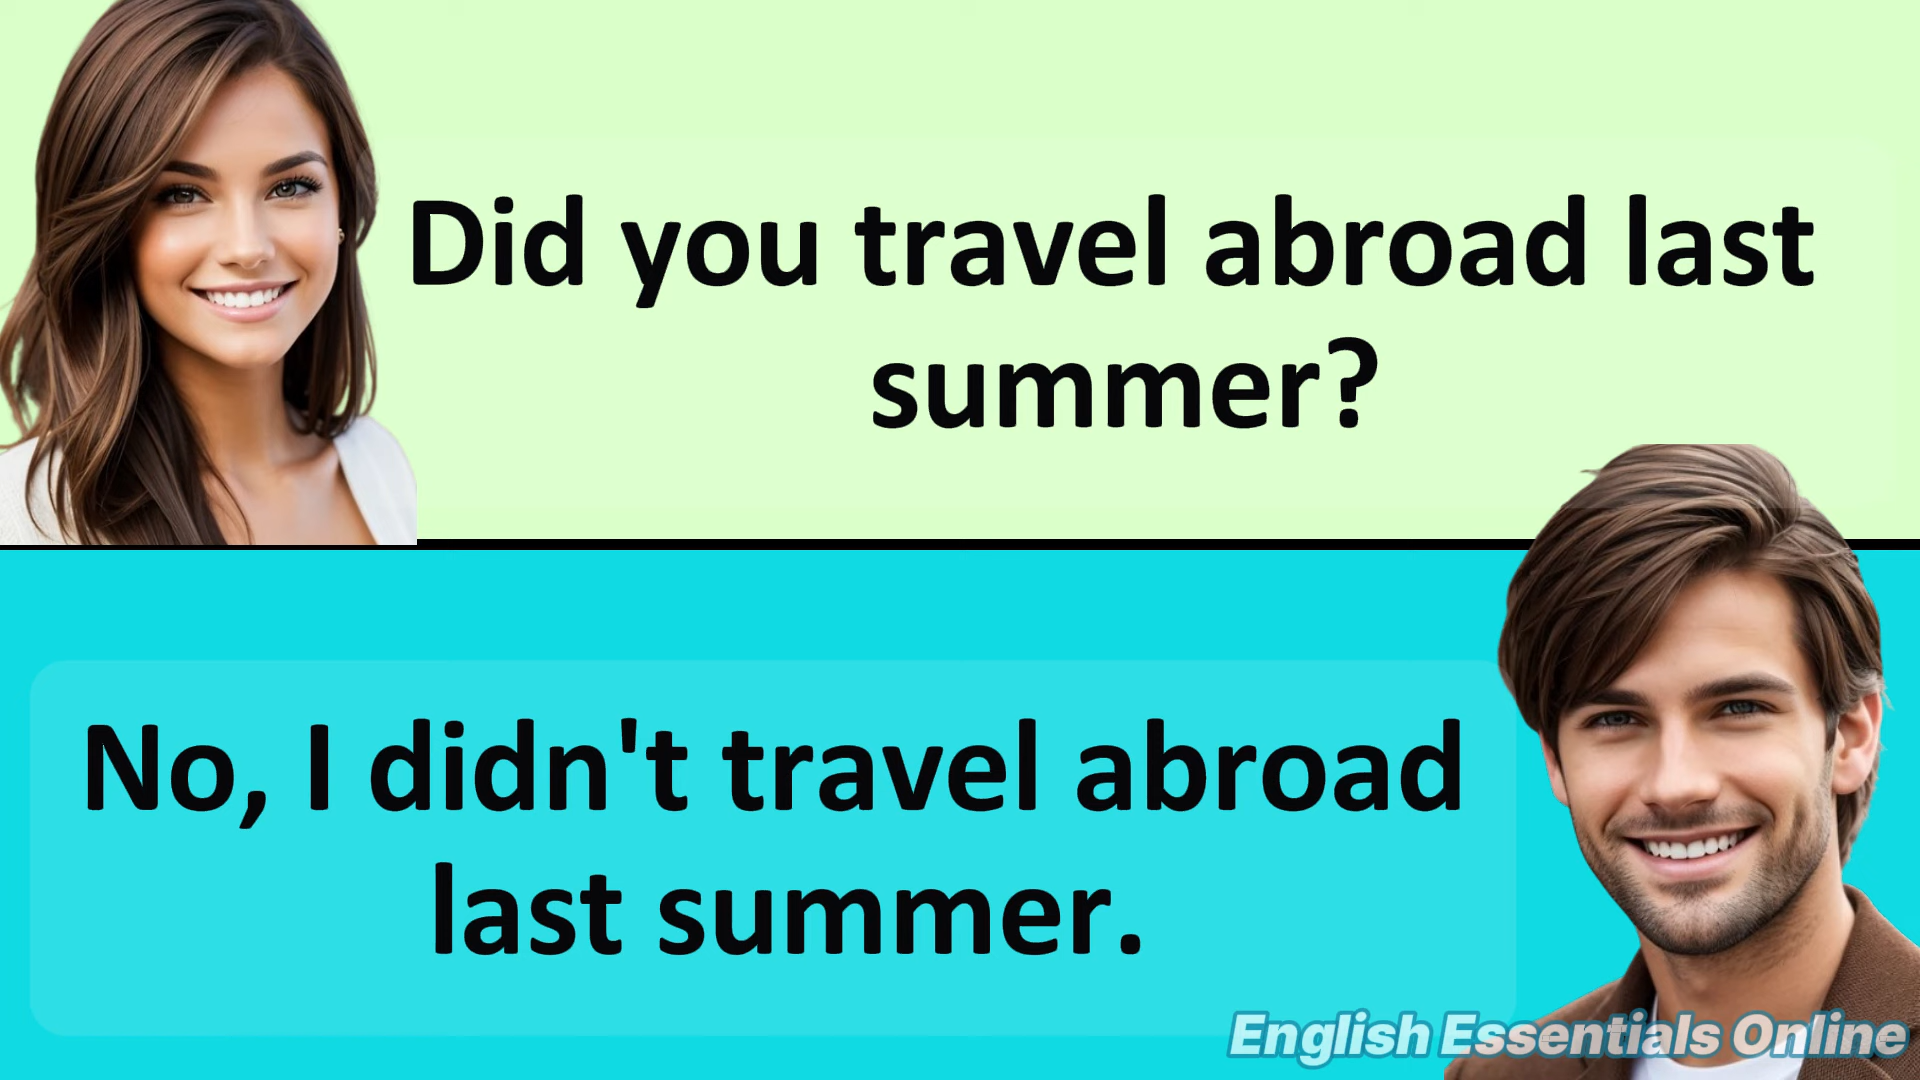 Did you travel abroad last
summer?
No, I didn't travel abroad
last summer.
English Essentials Online